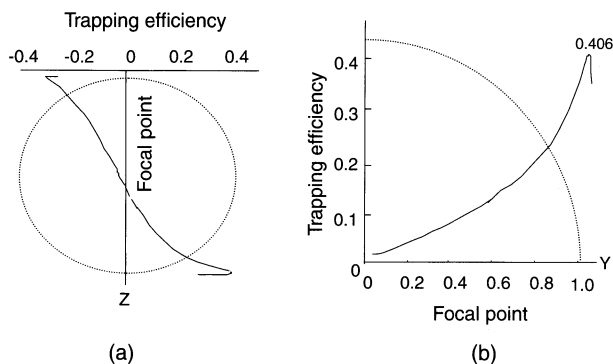 Trapping efficiency
-0.4 -0.2 0 0.2 0.4
Focal point
Z
(a)
0.406
Trapping efficiency
0.4
0.3
0.2
0.1
0
0 0.2 0.4 0.6 0.8 1.0
Y
Focal point
(b)